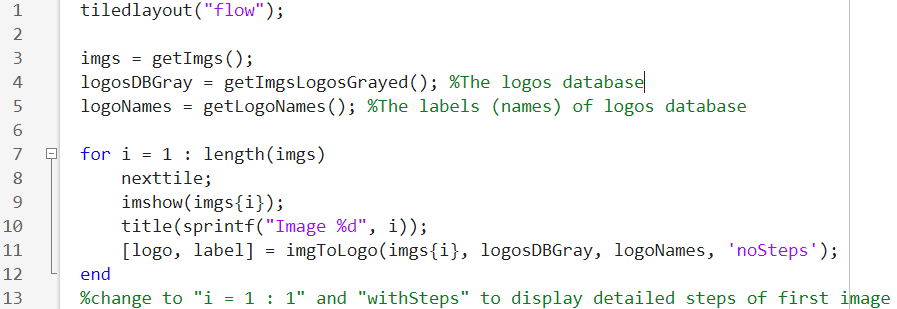 1 tiledlayout("flow");
2
3 imgs = getImgs();
4 logosDBGray = getImgsLogosGrayed(); %The logos database
5 logoNames = getLogoNames(); %The labels (names) of logos database
6
7 for i = 1 : length(imgs)
8 nexttile;
9 imshow(imgs{i});
10 title(sprintf("Image %d", i));
11 [logo, label] = imgToLogo(imgs{i}, logosDBGray, logoNames, 'noSteps');
12 end
13 %change to "i = 1 : 1" and "withSteps" to display detailed steps of first image